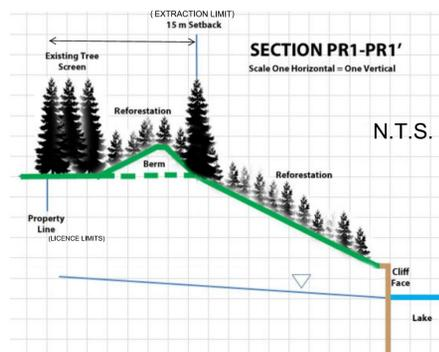 ( EXTRACTION LIMIT)
15 m Setback
SECTION PR1-PR1'
Scale One Horizontal = One Vertical
Existing Tree
Screen
Reforestation
N.T.S.
Berm
Reforestation
Property
Line
(LICENCE LIMITS)
Cliff
Face
Lake